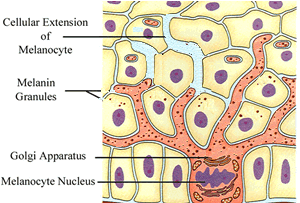 Cellular Extension
of
Melanocyte
Melanin
Granules
Golgi Apparatus
Melanocyte Nucleus